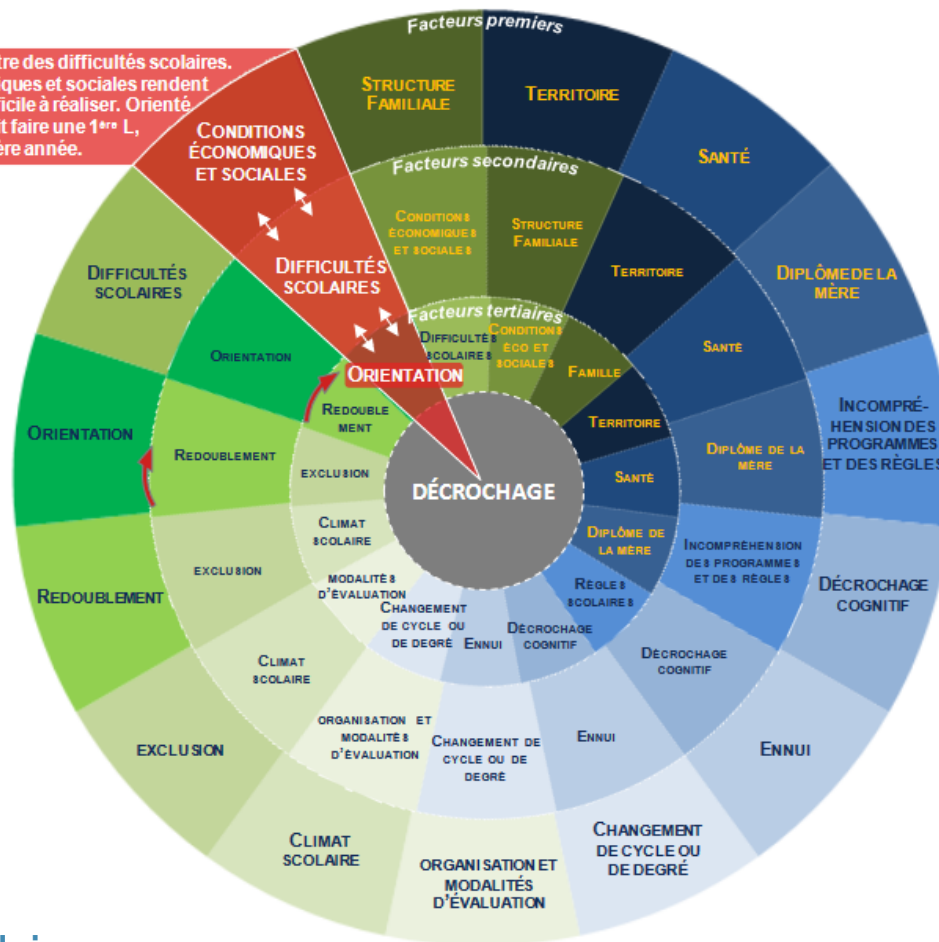 Facteurs premiers
tre des difficultés scolaires.
iques et sociales rendent
ficile à réaliser. Orienté
it faire une 1ère L,
ère année.
CONDITIONS
ÉCONOMIQUES
ET SOCIALES
STRUCTURE
FAMILIALE
TERRITOIRE
SANTÉ
DIPLÔME DE LA
MÈRE
INCOMPRÉ-
HENSION DES
PROGRAMMES
ET DES RÈGLES
DÉCROCHAGE
COGNITIF
ENNUI
CHANGEMENT
DE CYCLE OU
DE DEGRÉ
ORGANISATION ET
MODALITÉS
D'ÉVALUATION
CLIMAT
SCOLAIRE
EXCLUSION
REDOUBLEMENT
ORIENTATION
DIFFICULTÉS
SCOLAIRES
Facteurs secondaires
DIFFICULTÉS
SCOLAIRES
CONDITIONS
ÉCONOMIQUES
ET SOCIALES
STRUCTURE
FAMILIALE
TERRITOIRE
SANTÉ
DIPLÔME DE LA
MÈRE
INCOMPRÉHENSION
DES PROGRAMMES
ET DES RÈGLES
DÉCROCHAGE
COGNITIF
ENNUI
CHANGEMENT DE
CYCLE OU DE
DEGRÉ
ORGANISATION ET
MODALITÉS
D'ÉVALUATION
CLIMAT
SCOLAIRE
EXCLUSION
REDOUBLEMENT
ORIENTATION
Facteurs tertiaires
ORIENTATION
DIFFICULTÉS
SCOLAIRES
CONDITIONS
ÉCO ET
SOCIALES
FAMILLE
TERRITOIRE
SANTÉ
DIPLÔME DE
LA MÈRE
RÈGLES
SCOLAIRES
DÉCROCHAGE
COGNITIF
ENNUI
CHANGEMENT
DE CYCLE OU
DE DEGRÉ
MODALITÉS
D'ÉVALUATION
CLIMAT
SCOLAIRE
EXCLUSION
REDOUBLE
MENT
DÉCROCHAGE